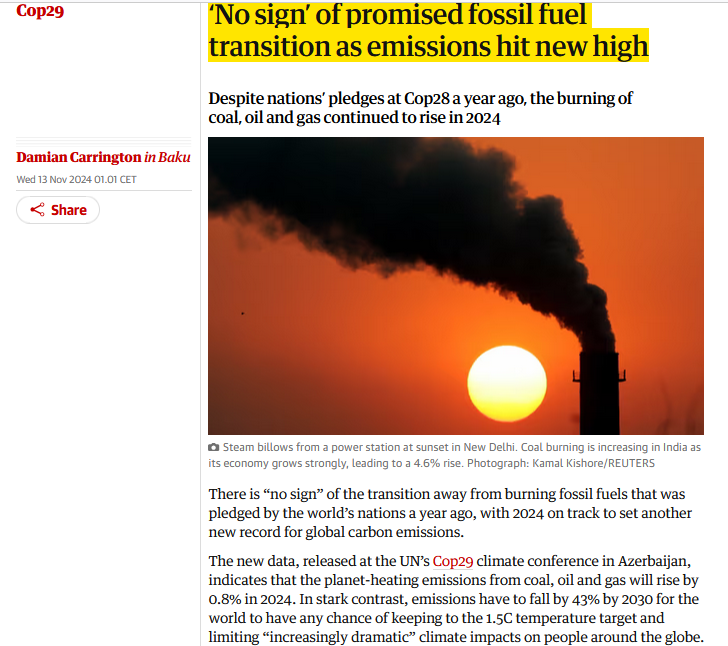 Cop29
‘No sign’ of promised fossil fuel
transition as emissions hit new high
Despite nations’ pledges at Cop28 a year ago, the burning of
coal, oil and gas continued to rise in 2024
Damian Carrington in Baku
Wed 13 Nov 2024 01.01 CET
Share
Steam billows from a power station at sunset in New Delhi. Coal burning is increasing in India as
its economy grows strongly, leading to a 4.6% rise. Photograph: Kamal Kishore/REUTERS
There is “no sign” of the transition away from burning fossil fuels that was
pledged by the world’s nations a year ago, with 2024 on track to set another
new record for global carbon emissions.
The new data, released at the UN’s Cop29 climate conference in Azerbaijan,
indicates that the planet-heating emissions from coal, oil and gas will rise by
0.8% in 2024. In stark contrast, emissions have to fall by 43% by 2030 for the
world to have any chance of keeping to the 1.5C temperature target and
limiting “increasingly dramatic” climate impacts on people around the globe.